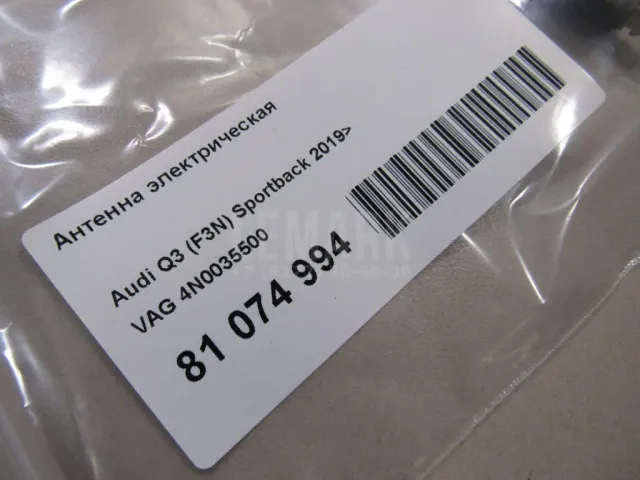 Антенна электрическая
Audi Q3 (F3N) Sportback 2019>
VAG 4N0035500
81 074 994